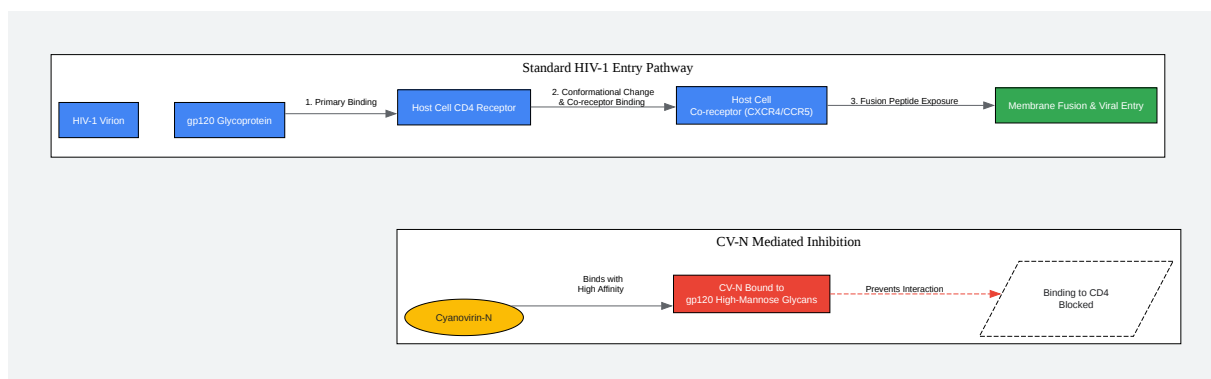 Standard HIV-1 Entry Pathway
HIV-1 Virion
gp120 Glycoprotein
1. Primary Binding
Host Cell CD4 Receptor
2. Conformational Change
& Co-receptor Binding
Host Cell
Co-receptor (CXCR4/CCR5)
3. Fusion Peptide Exposure
Membrane Fusion & Viral Entry
CV-N Mediated Inhibition
Cyanovirin-N
Binds with
High Affinity
CV-N Bound to
gp120 High-Mannose Glycans
Prevents Interaction
Binding to CD4
Blocked